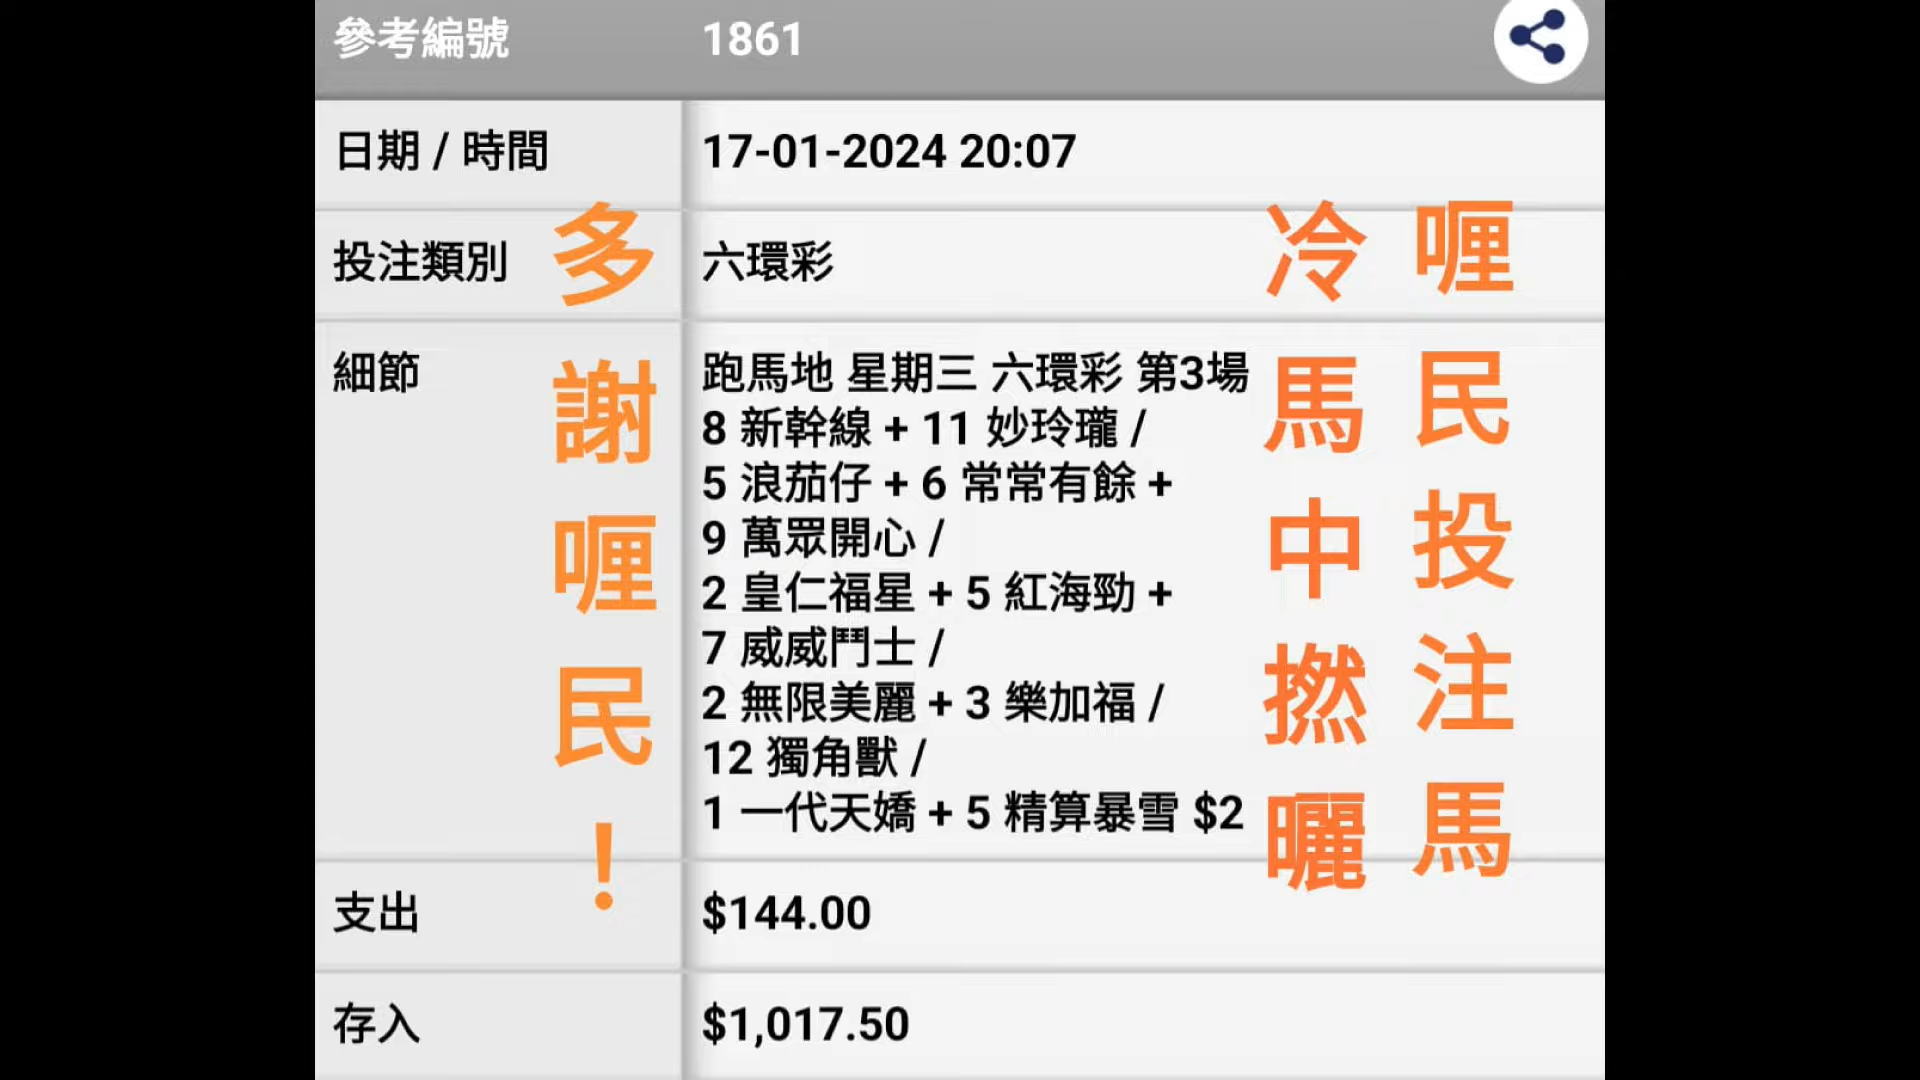 參考編號 1861
日期 / 時間 17-01-2024 20:07
投注類別 六環彩
細節 跑馬地 星期三 六環彩 第3場
8 新幹線 + 11 妙玲瓏 /
5 浪茄仔 + 6 常常有餘 +
9 萬眾開心 /
2 皇仁福星 + 5 紅海勁 +
7 威威鬥士 /
2 無限美麗 + 3 樂加福 /
12 獨角獸 /
1 一代天嬌 + 5 精算暴雪 $2
支出 $144.00
存入 $1,017.50
喱民投注馬
冷馬中撚曬
多謝喱民！